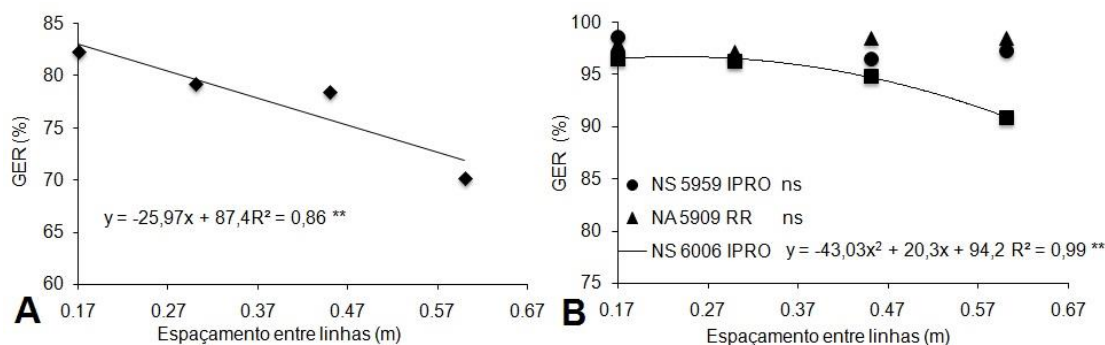 85
80
75
70
65
60
GER (%)
y = -25,97x + 87,4R² = 0,86 **
0.17 0.27 0.37 0.47 0.57 0.67
Espaçamento entre linhas (m)
A
100
95
90
85
80
75
GER (%)
NS 5959 IPRO ns
NA 5909 RR ns
NS 6006 IPRO y = -43,03x² + 20,3x + 94,2 R² = 0,99 **
0.17 0.27 0.37 0.47 0.57 0.67
Espaçamento entre linhas (m)
B